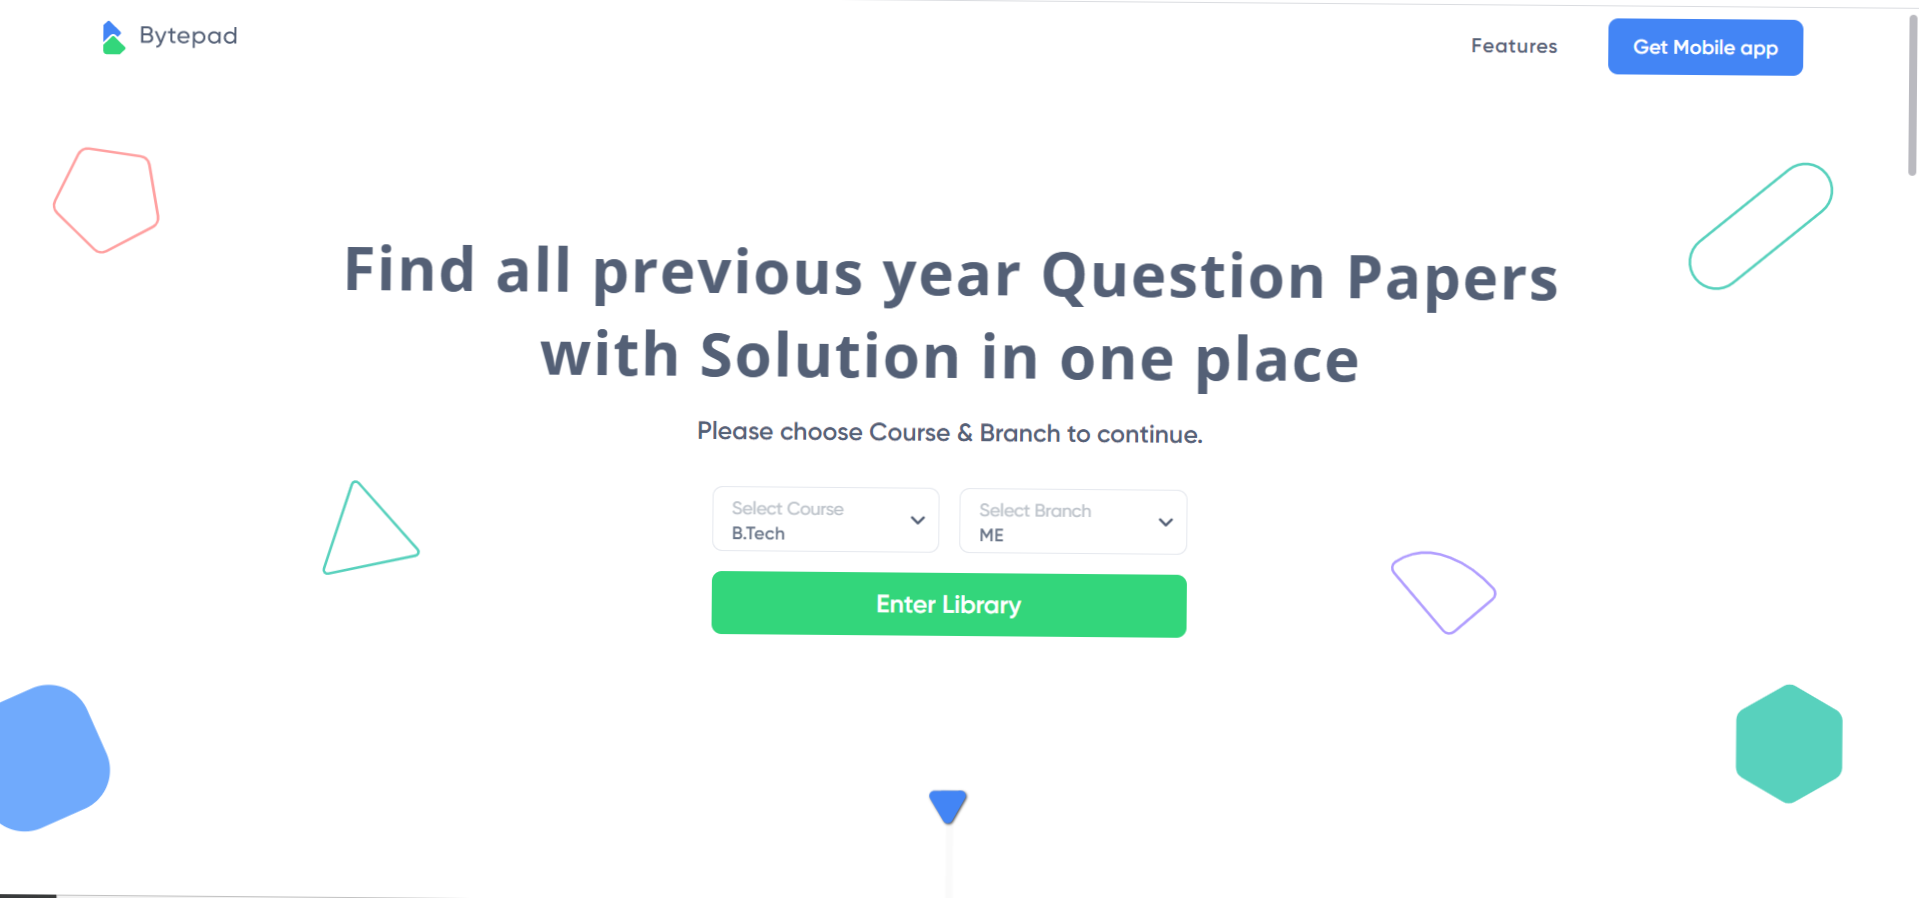 Bytepad
Features
Get Mobile app
Find all previous year Question Papers
with Solution in one place
Please choose Course & Branch to continue.
Select Course
B.Tech
Select Branch
ME
Enter Library